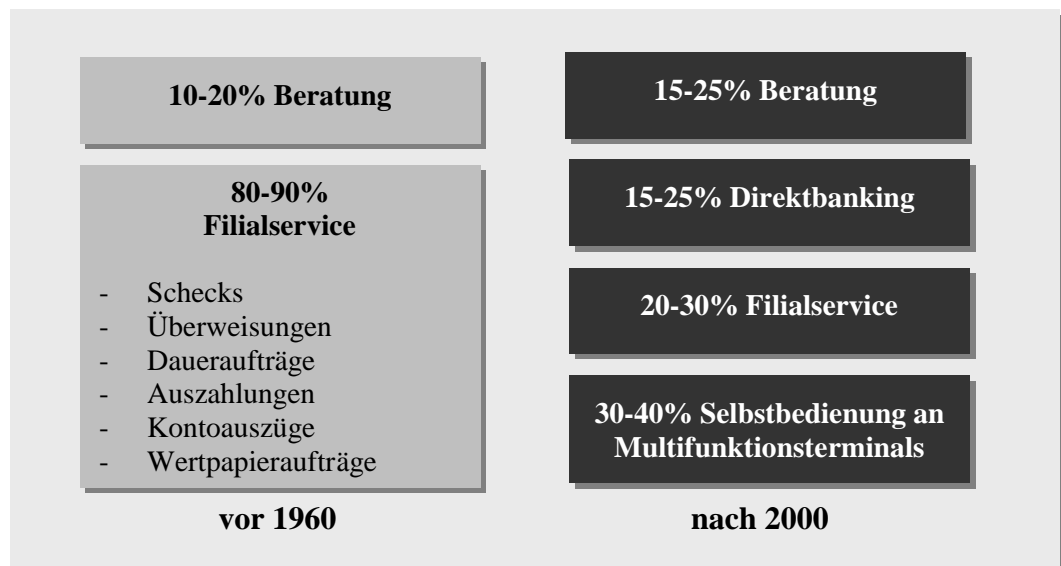 10-20% Beratung
80-90%
Filialservice
- Schecks
- Überweisungen
- Daueraufträge
- Auszahlungen
- Kontoauszüge
- Wertpapieraufträge
vor 1960
15-25% Beratung
15-25% Direktbanking
20-30% Filialservice
30-40% Selbstbedienung an
Multifunktionsterminals
nach 2000